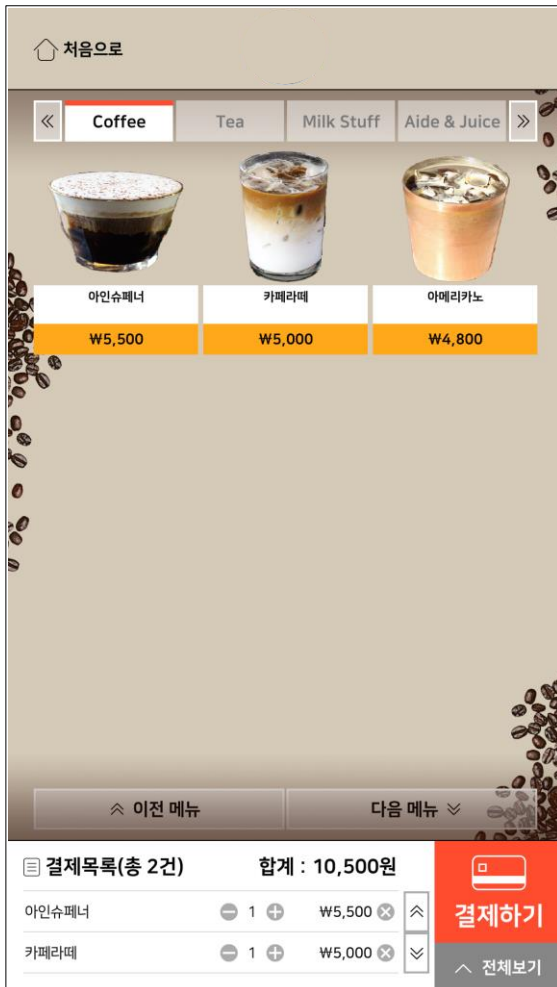 처음으로
Coffee Tea Milk Stuff Aide & Juice
아인슈페너 카페라떼 아메리카노
₩5,500 ₩5,000 ₩4,800
이전 메뉴 다음 메뉴
결제목록(총 2건) 합계 : 10,500원
아인슈페너 1 ₩5,500
카페라떼 1 ₩5,000
결제하기
전체보기